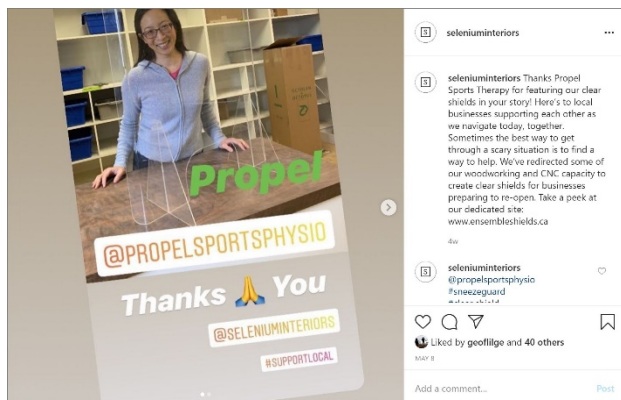 Propel
@PROPELSPORTSPHYSIO
Thanks 🙏 You
@SELENIUMINTERIORS
#SUPPORTLOCAL
seleniuminteriors
seleniuminteriors Thanks Propel
Sports Therapy for featuring our clear
shields in your story! Here's to local
businesses supporting each other as
we navigate today, together.
Sometimes the best way to get
through a scary situation is to find a
way to help. We've redirected some of
our woodworking and CNC capacity to
create clear shields for businesses
preparing to re-open. Take a peek at
our dedicated site:
www.ensembleshields.ca
4w
seleniuminteriors
@propelsportsphysio
#sneezeguard
Liked by geoflilge and 40 others
MAY 8
Add a comment...
Post